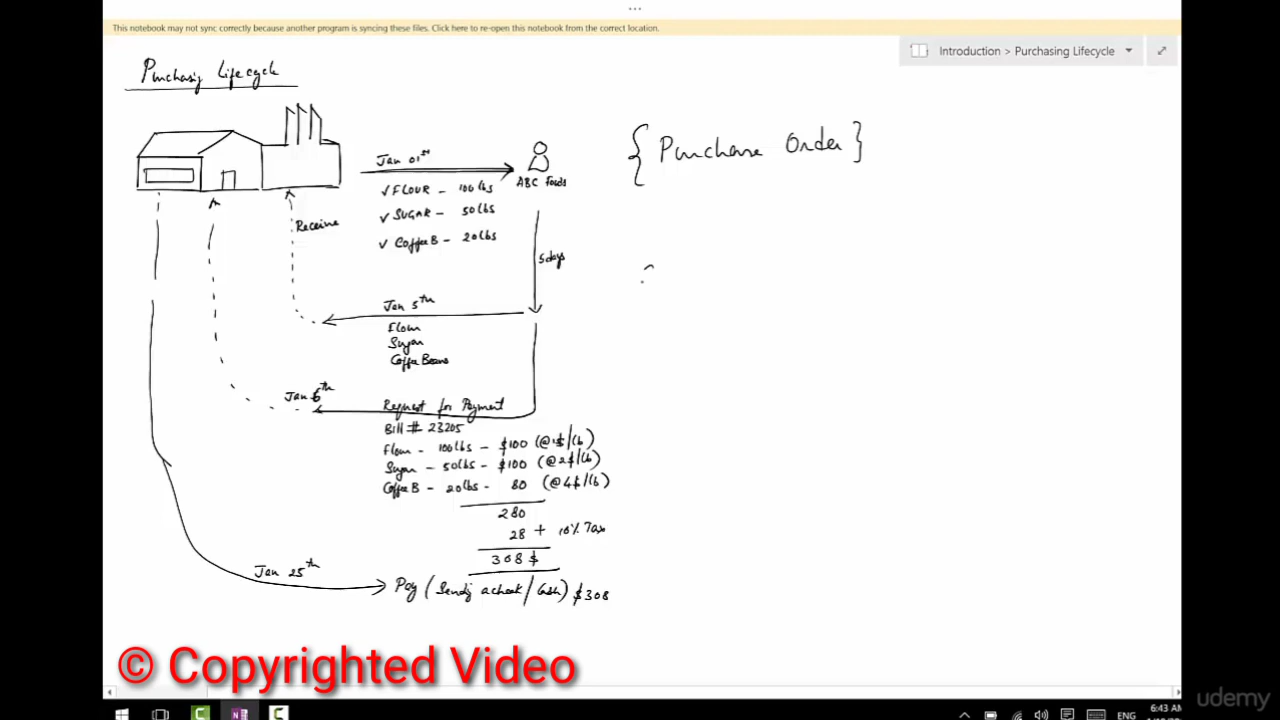 This notebook may not sync correctly because another program is syncing these files. Click here to re-open this notebook from the correct location.
Introduction > Purchasing Lifecycle
Purchasing Lifecycle
{ Purchase Order }
Jan 01st
ABC Foods
✓ FLOUR - 100 lbs
✓ SUGAR - 50 lbs
✓ Coffee B - 20 lbs
Receive
5 days
Jan 5th
Flour
Sugar
Coffee Beans
Jan 6th
Request for Payment
Bill # 23205
Flour - 100 lbs - $100 (@1$/lb)
Sugar - 50 lbs - $100 (@2$/lb)
Coffee B - 20 lbs - 80 (@4$/lb)
280
28 + 10% Tax
308 $
Jan 25th
Pay (Sendg a check/Cash) $308
© Copyrighted Video
udemy
6:43 AM
ENG